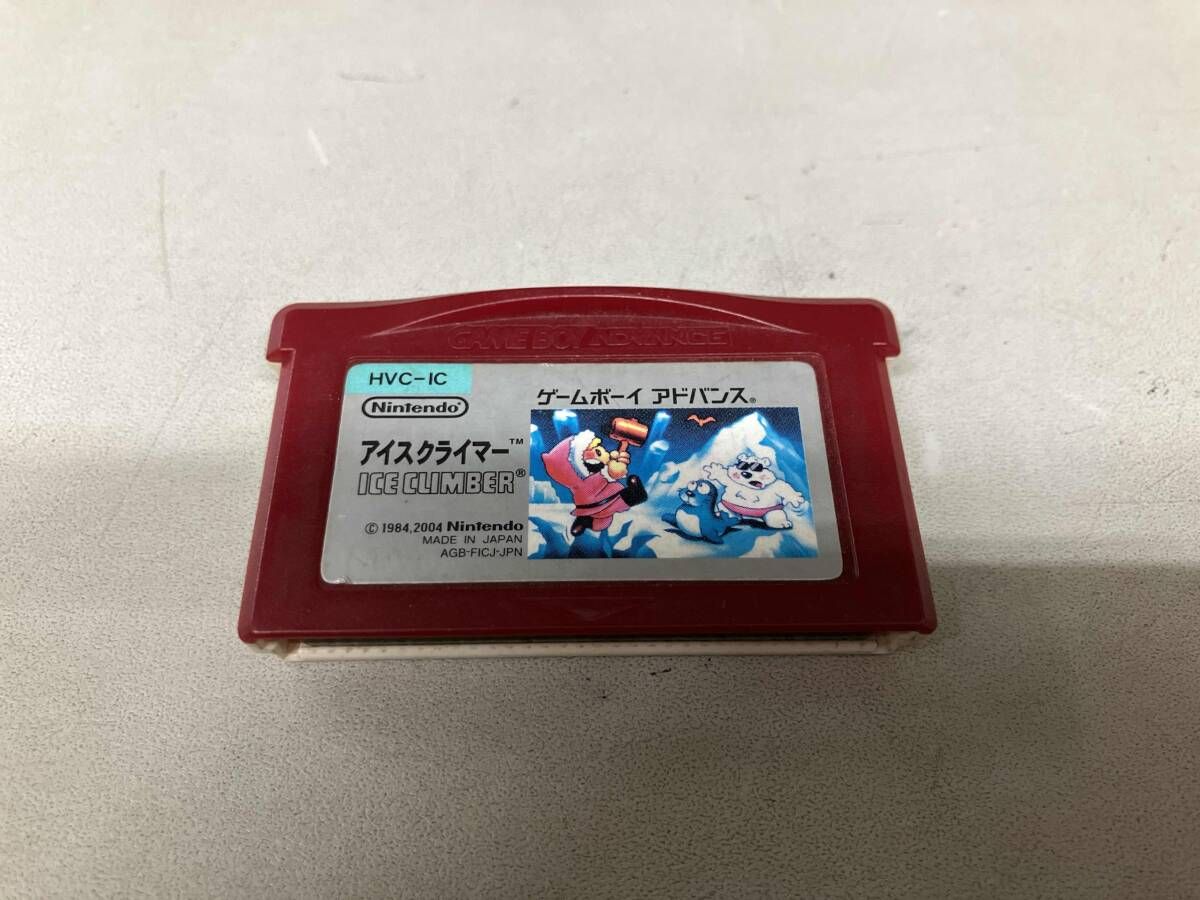 GAME BOY ADVANCE
HVC-IC
Nintendo
ゲームボーイ アドバンス®
アイスクライマー™
ICE CLIMBER®
© 1984, 2004 Nintendo
MADE IN JAPAN
AGB-FICJ-JPN